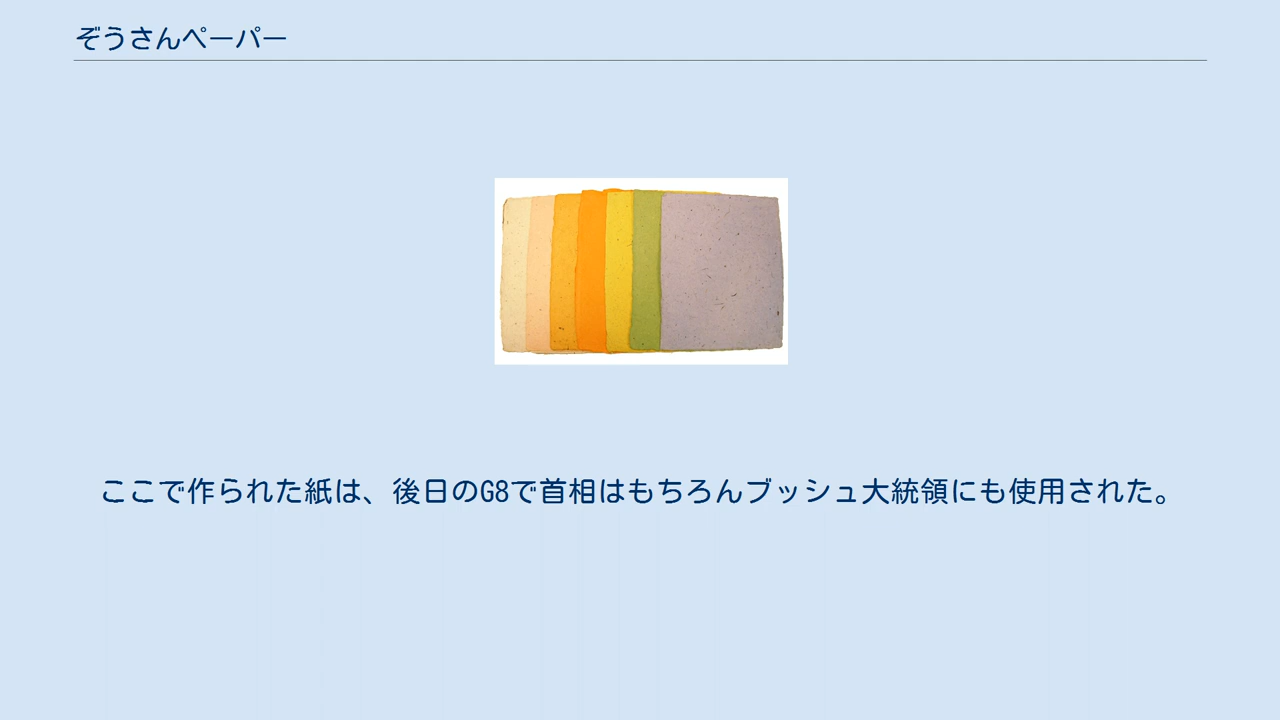 ぞうさんペーパー
ここで作られた紙は、後日のG8で首相はもちろんブッシュ大統領にも使用された。